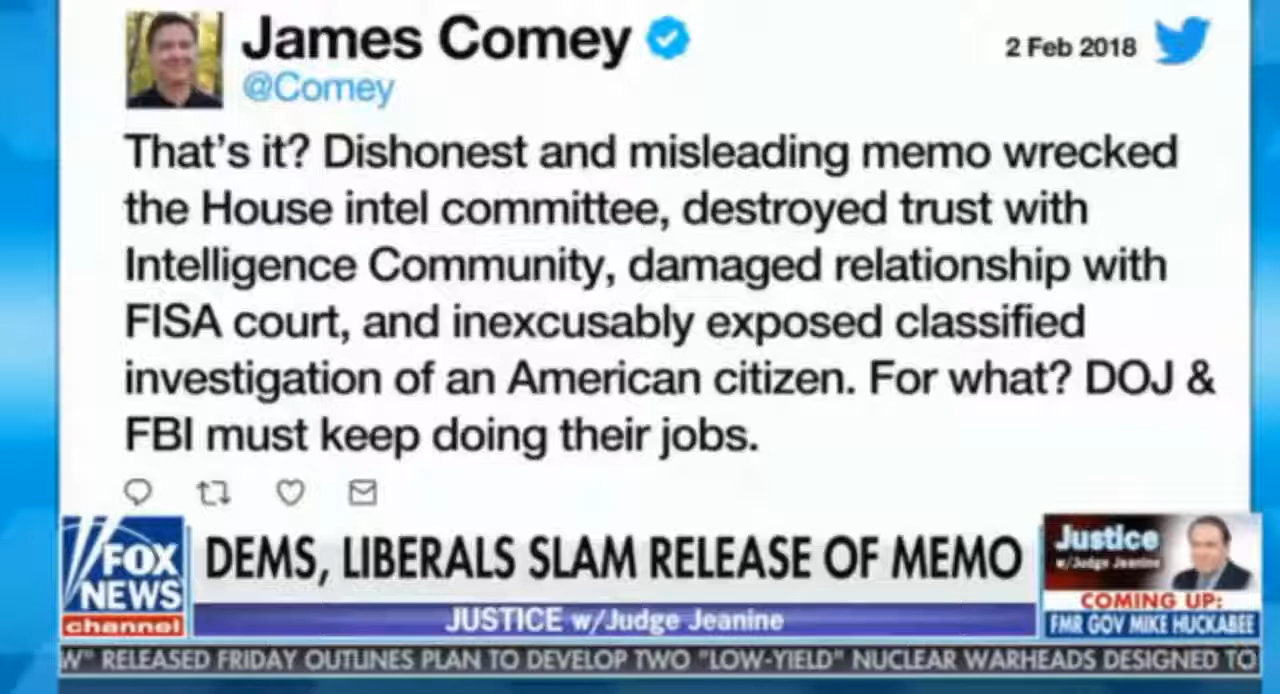 James Comey
@Comey
2 Feb 2018
That's it? Dishonest and misleading memo wrecked
the House intel committee, destroyed trust with
Intelligence Community, damaged relationship with
FISA court, and inexcusably exposed classified
investigation of an American citizen. For what? DOJ &
FBI must keep doing their jobs.
FOX
NEWS
channel
DEMS, LIBERALS SLAM RELEASE OF MEMO
JUSTICE w/Judge Jeanine
Justice
w/Judge Jeanine
COMING UP:
FMR GOV MIKE HUCKABEE
W" RELEASED FRIDAY OUTLINES PLAN TO DEVELOP TWO "LOW-YIELD" NUCLEAR WARHEADS DESIGNED TO